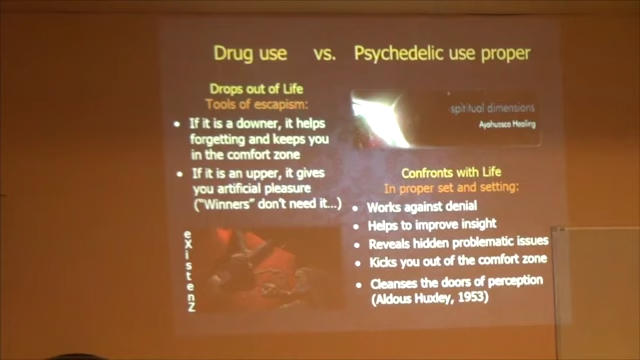 Drug use vs. Psychedelic use proper
Drops out of Life
Tools of escapism:
• If it is a downer, it helps
forgetting and keeps you
in the comfort zone
• If it is an upper, it gives
you artificial pleasure
("Winners" don't need it...)
eXistenZ
spiritual dimensions
Ayahuasca Healing
Confronts with Life
In proper set and setting:
• Works against denial
• Helps to improve insight
• Reveals hidden problematic issues
• Kicks you out of the comfort zone
• Cleanses the doors of perception
(Aldous Huxley, 1953)